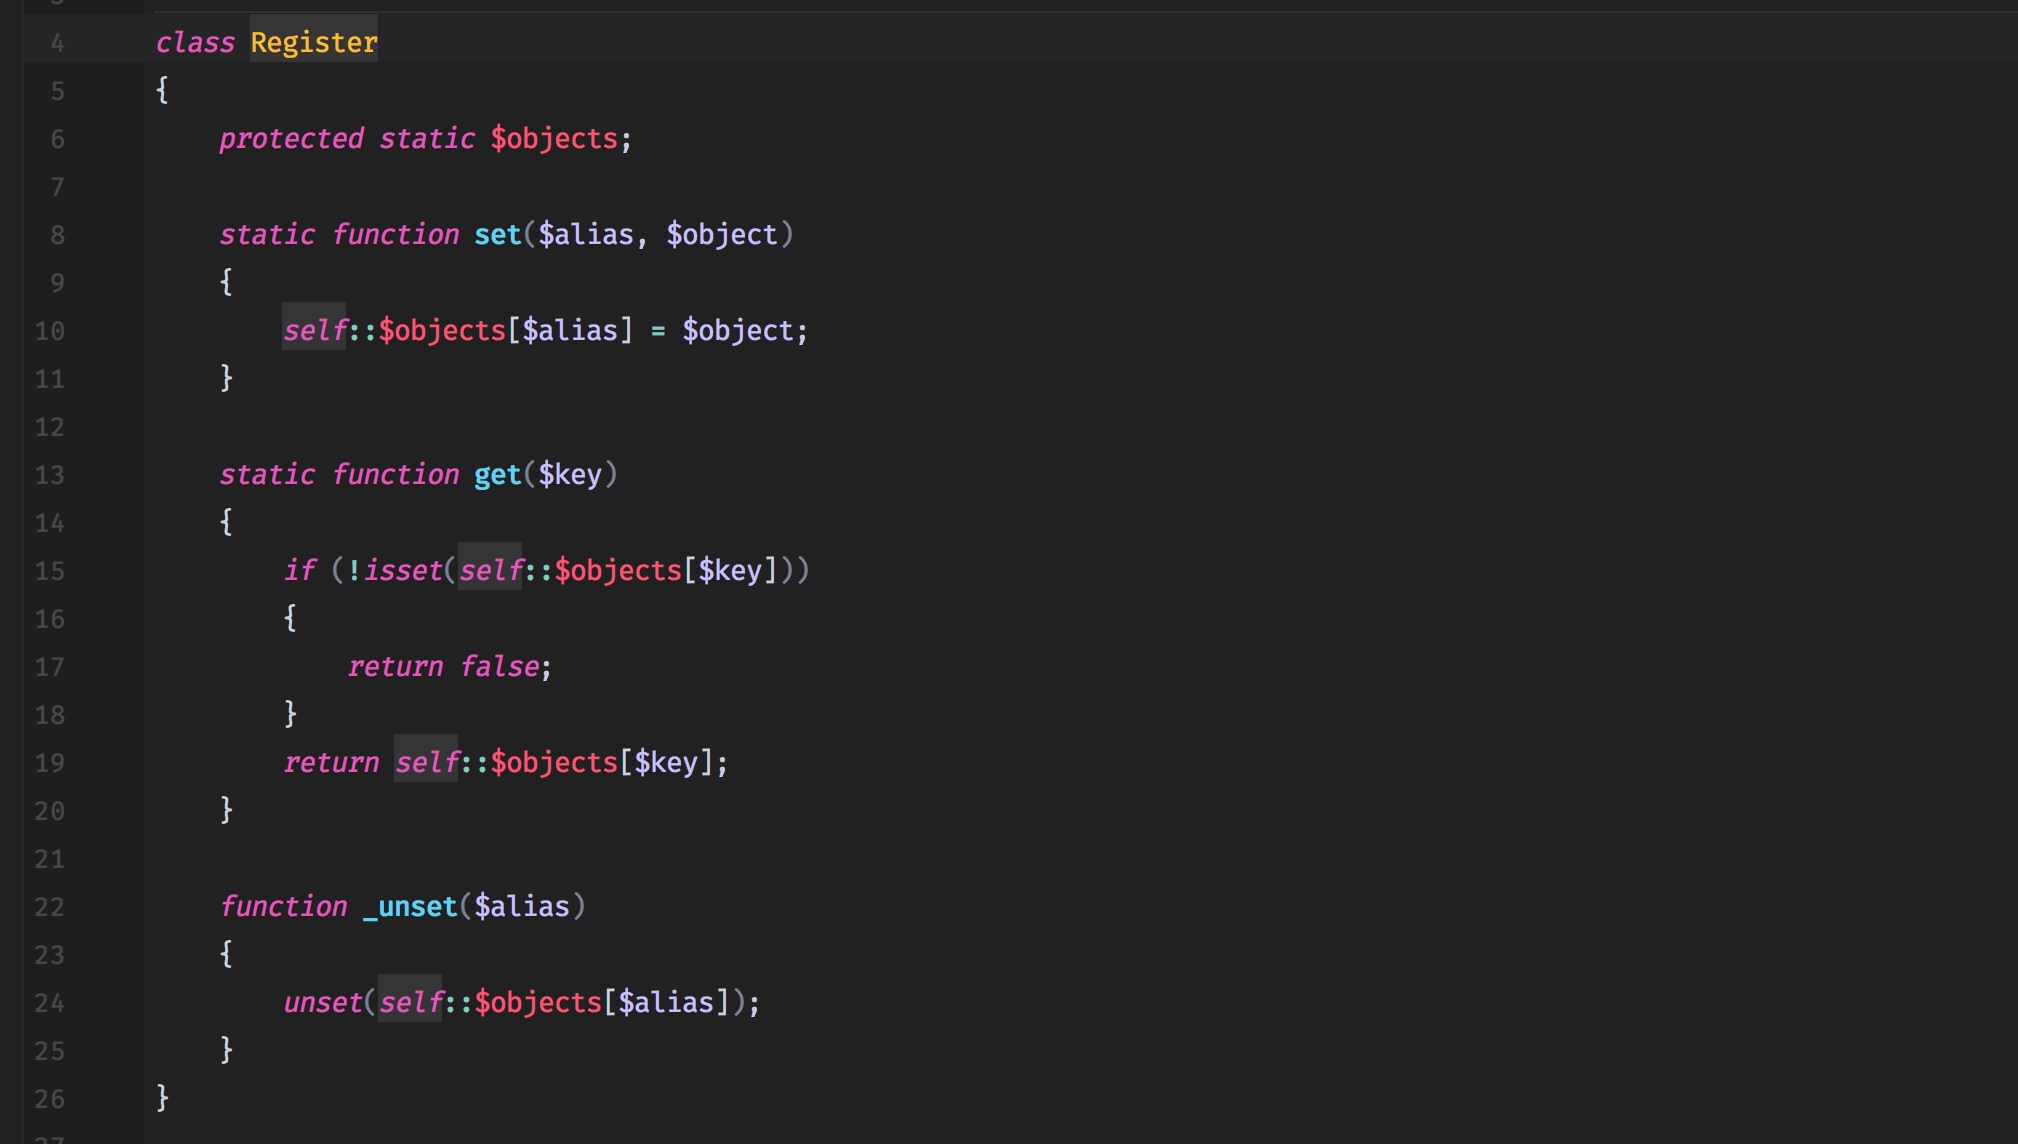 4 class Register
5 {
6 protected static $objects;
7
8 static function set($alias, $object)
9 {
10 self::$objects[$alias] = $object;
11 }
12
13 static function get($key)
14 {
15 if (!isset(self::$objects[$key]))
16 {
17 return false;
18 }
19 return self::$objects[$key];
20 }
21
22 function _unset($alias)
23 {
24 unset(self::$objects[$alias]);
25 }
26 }